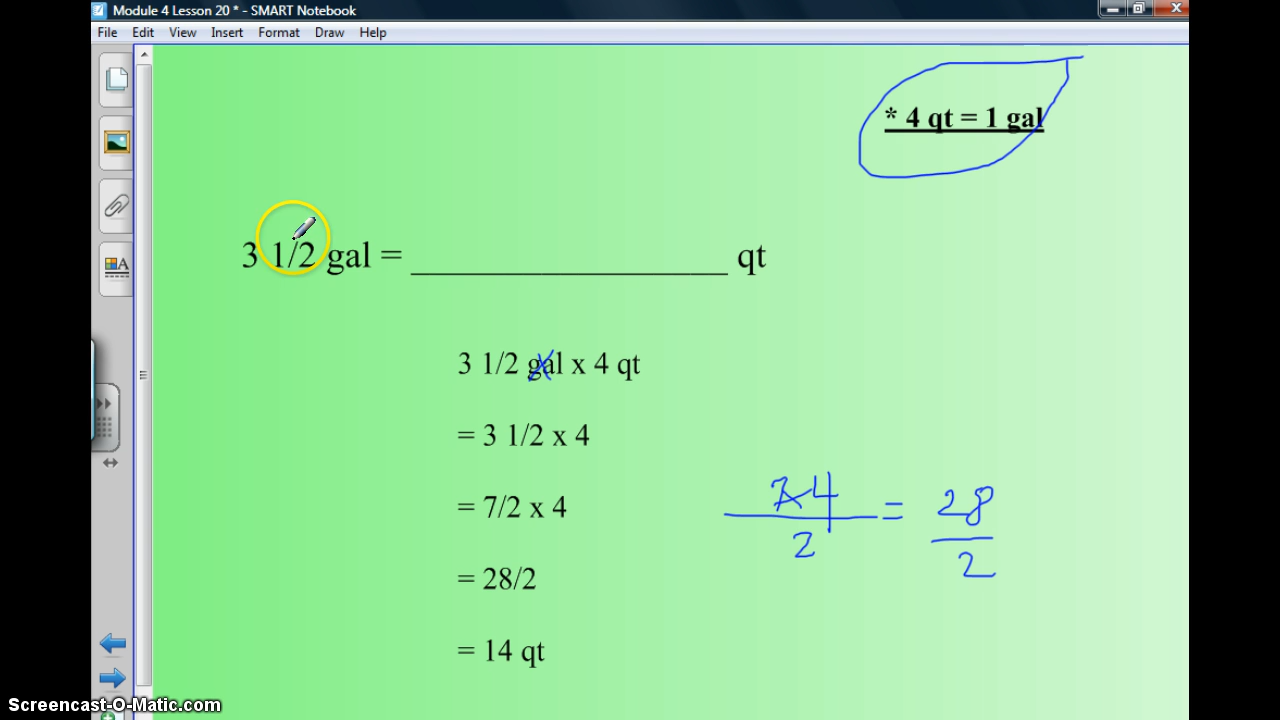 Module 4 Lesson 20 * - SMART Notebook
File Edit View Insert Format Draw Help
* 4 qt = 1 gal
3 1/2 gal = ____________________ qt
3 1/2 gal x 4 qt
= 3 1/2 x 4
= 7/2 x 4
7x4 = 28
2 2
= 28/2
= 14 qt
Screencast-O-Matic.com